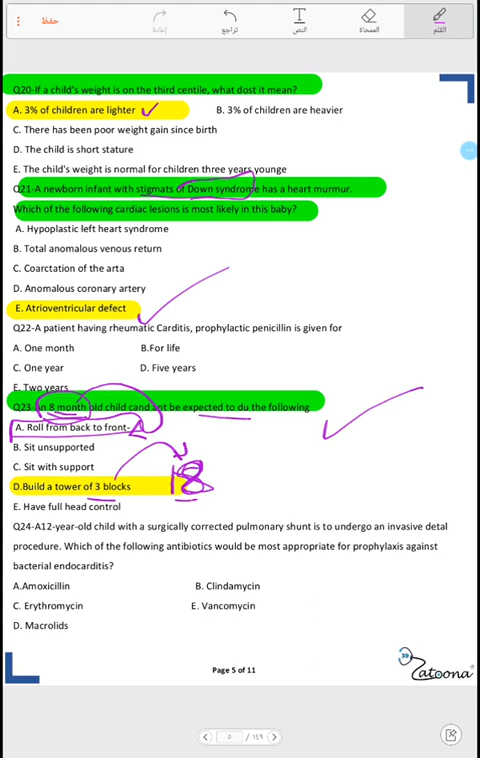 حفظ
إعادة
تراجع
النص
الممحاة
القلم
Q20-If a child's weight is on the third centile, what dost it mean?
A. 3% of children are lighter B. 3% of children are heavier
C. There has been poor weight gain since birth
D. The child is short stature
E. The child's weight is normal for children three years younge
Q21-A newborn infant with stigmats of Down syndrome has a heart murmur.
Which of the following cardiac lesions is most likely in this baby?
A. Hypoplastic left heart syndrome
B. Total anomalous venous return
C. Coarctation of the arta
D. Anomalous coronary artery
E. Atrioventricular defect
Q22-A patient having rheumatic Carditis, prophylactic penicillin is given for
A. One month B.For life
C. One year D. Five years
E. Two years
Q23-an 8 month old child cand int be expected to du the following
A. Roll from back to front-
B. Sit unsupported
C. Sit with support
D.Build a tower of 3 blocks 18
E. Have full head control
Q24-A12-year-old child with a surgically corrected pulmonary shunt is to undergo an invasive detal
procedure. Which of the following antibiotics would be most appropriate for prophylaxis against
bacterial endocarditis?
A.Amoxicillin B. Clindamycin
C. Erythromycin E. Vancomycin
D. Macrolids
Page 5 of 11
Zatoona
٥ / ١٤٩